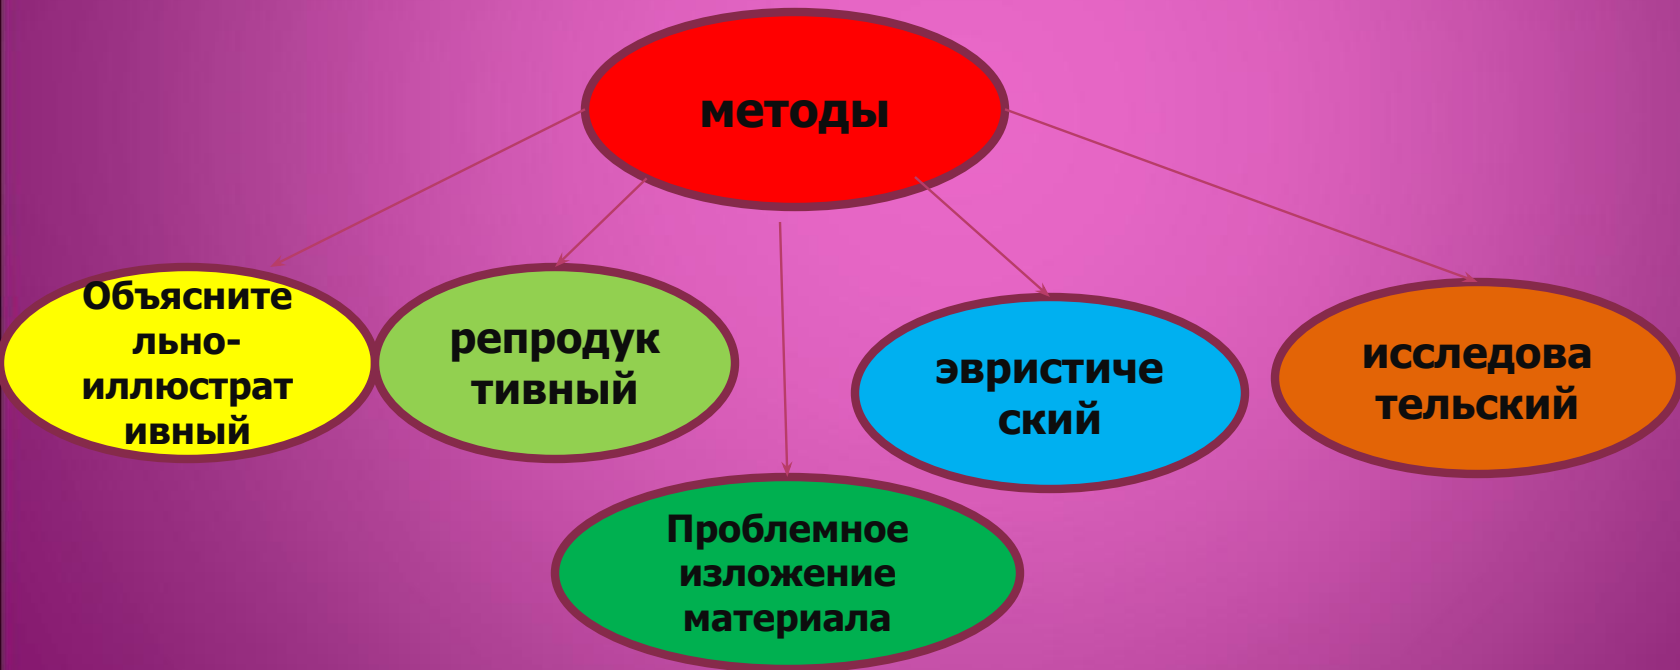 методы
Объясните
льно-
иллюстрат
ивный
репродук
тивный
эвристиче
ский
исследова
тельский
Проблемное
изложение
материала